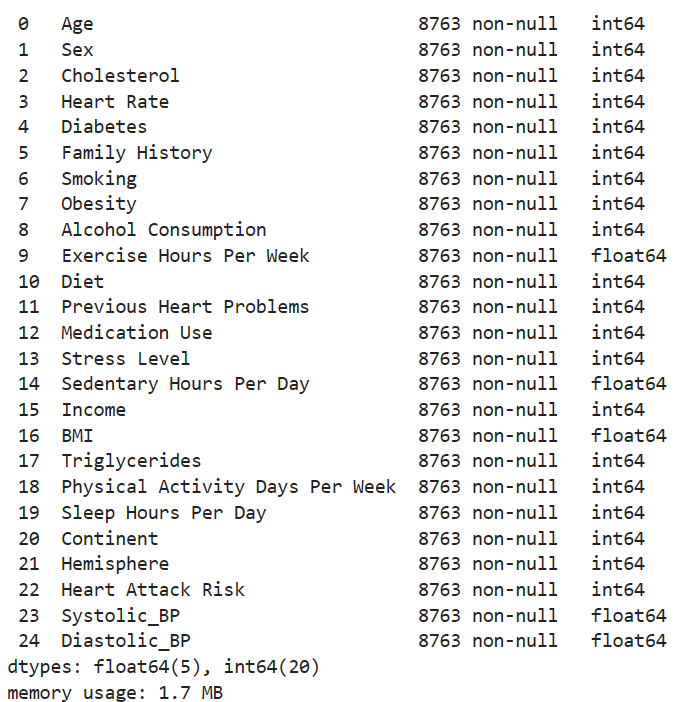 0 Age 8763 non-null int64
1 Sex 8763 non-null int64
2 Cholesterol 8763 non-null int64
3 Heart Rate 8763 non-null int64
4 Diabetes 8763 non-null int64
5 Family History 8763 non-null int64
6 Smoking 8763 non-null int64
7 Obesity 8763 non-null int64
8 Alcohol Consumption 8763 non-null int64
9 Exercise Hours Per Week 8763 non-null float64
10 Diet 8763 non-null int64
11 Previous Heart Problems 8763 non-null int64
12 Medication Use 8763 non-null int64
13 Stress Level 8763 non-null int64
14 Sedentary Hours Per Day 8763 non-null float64
15 Income 8763 non-null int64
16 BMI 8763 non-null float64
17 Triglycerides 8763 non-null int64
18 Physical Activity Days Per Week 8763 non-null int64
19 Sleep Hours Per Day 8763 non-null int64
20 Continent 8763 non-null int64
21 Hemisphere 8763 non-null int64
22 Heart Attack Risk 8763 non-null int64
23 Systolic_BP 8763 non-null float64
24 Diastolic_BP 8763 non-null float64
dtypes: float64(5), int64(20)
memory usage: 1.7 MB